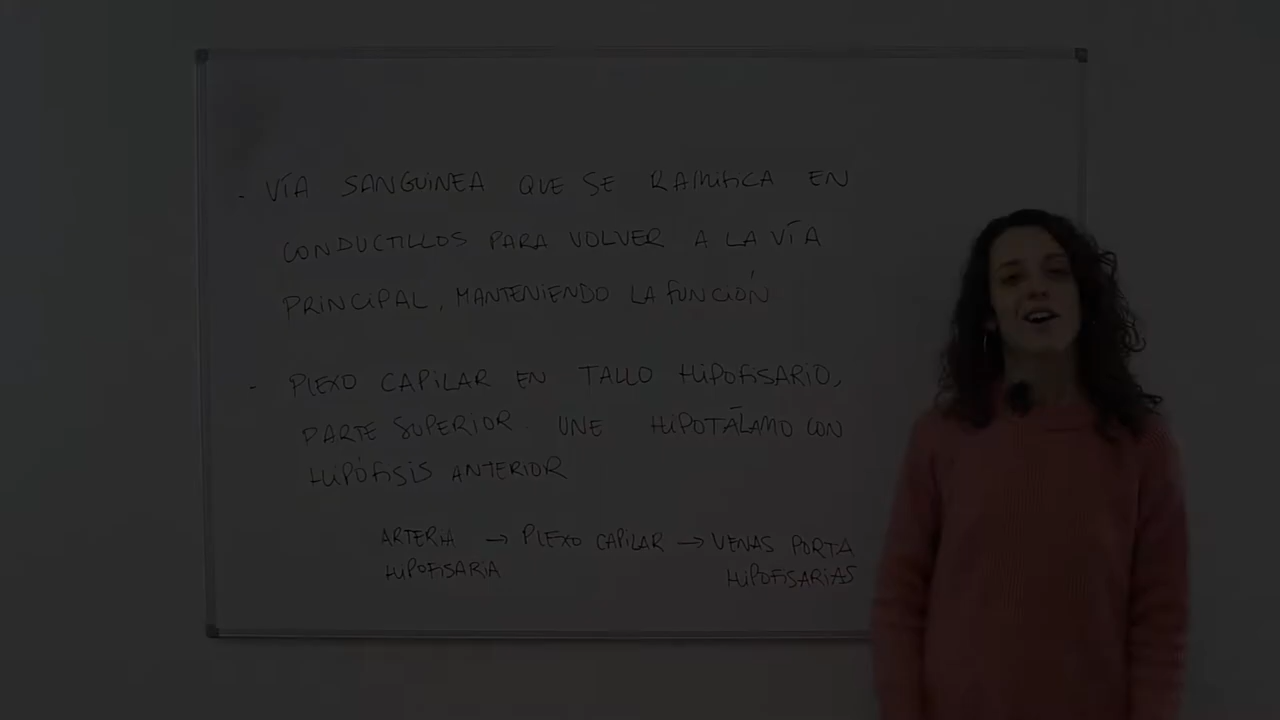 - VÍA SANGUINEA QUE SE RAMIFICA EN
CONDUCTILLOS PARA VOLVER A LA VÍA
PRINCIPAL, MANTENIENDO LA FUNCIÓN
- PLEXO CAPILAR EN TALLO HIPOFISARIO,
PARTE SUPERIOR. UNE HIPOTÁLAMO CON
HIPÓFISIS ANTERIOR
ARTERIA → PLEXO CAPILAR → VENAS PORTA
HIPOFISARIA HIPOFISARIAS